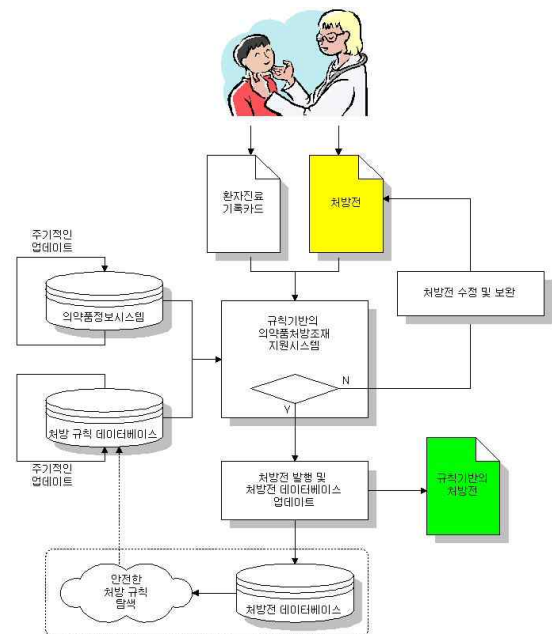 환자진료
기록카드
처방전
주기적인
업데이트
의약품정보시스템
처방전 수정 및 보완
규칙기반의
의약품처방조재
지원시스템
N
Y
처방 규칙 데이터베이스
주기적인
업데이트
처방전 발행 및
처방전 데이터베이스
업데이트
규칙기반의
처방전
안전한
처방 규칙
탐색
처방전 데이터베이스